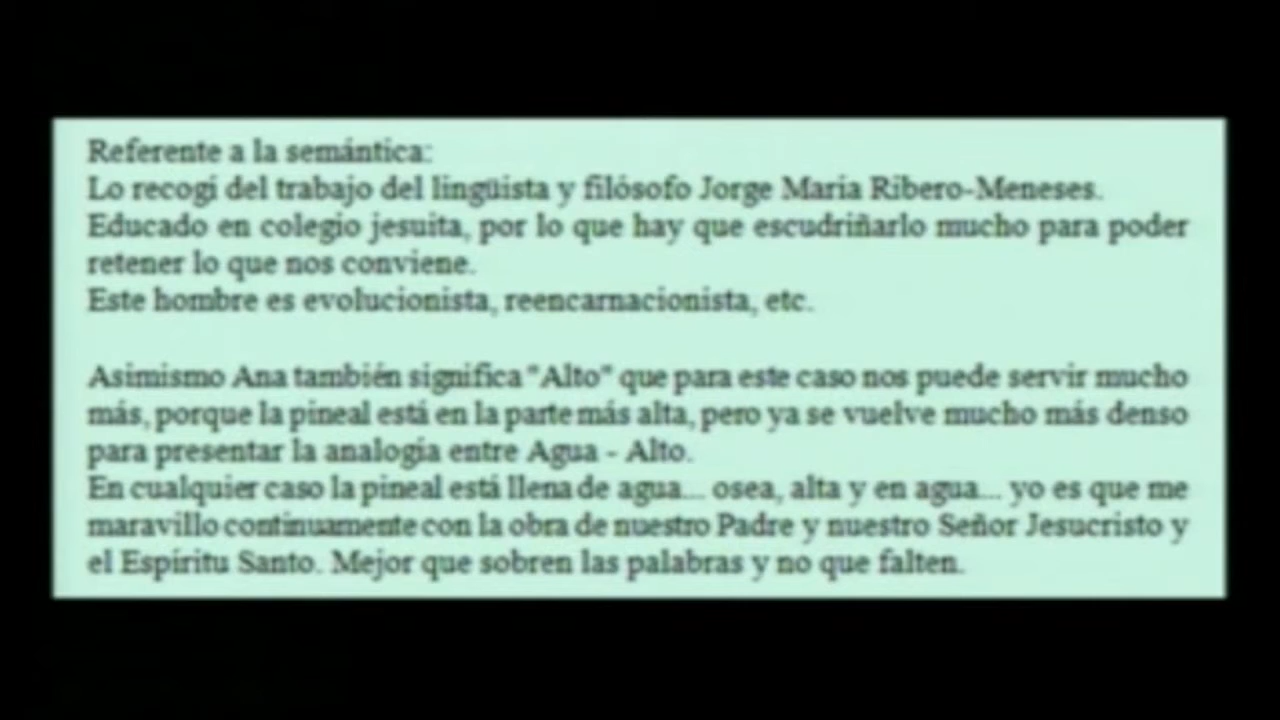 Referente a la semántica:
Lo recogí del trabajo del lingüista y filósofo Jorge María Ribero-Meneses.
Educado en colegio jesuita, por lo que hay que escudriñarlo mucho para poder
retener lo que nos conviene.
Este hombre es evolucionista, reencarnacionista, etc.
Asimismo Ana también significa "Alto" que para este caso nos puede servir mucho
más, porque la pineal está en la parte más alta, pero ya se vuelve mucho más denso
para presentar la analogía entre Agua - Alto.
En cualquier caso la pineal está llena de agua... osea, alta y en agua... yo es que me
maravillo continuamente con la obra de nuestro Padre y nuestro Señor Jesucristo y
el Espíritu Santo. Mejor que sobren las palabras y no que falten.